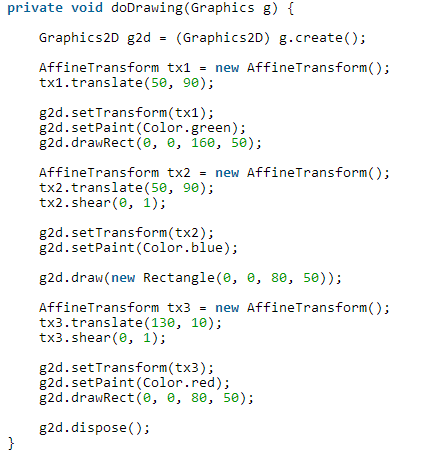 private void doDrawing(Graphics g) {
Graphics2D g2d = (Graphics2D) g.create();
AffineTransform tx1 = new AffineTransform();
tx1.translate(50, 90);
g2d.setTransform(tx1);
g2d.setPaint(Color.green);
g2d.drawRect(0, 0, 160, 50);
AffineTransform tx2 = new AffineTransform();
tx2.translate(50, 90);
tx2.shear(0, 1);
g2d.setTransform(tx2);
g2d.setPaint(Color.blue);
g2d.draw(new Rectangle(0, 0, 80, 50));
AffineTransform tx3 = new AffineTransform();
tx3.translate(130, 10);
tx3.shear(0, 1);
g2d.setTransform(tx3);
g2d.setPaint(Color.red);
g2d.drawRect(0, 0, 80, 50);
g2d.dispose();
}